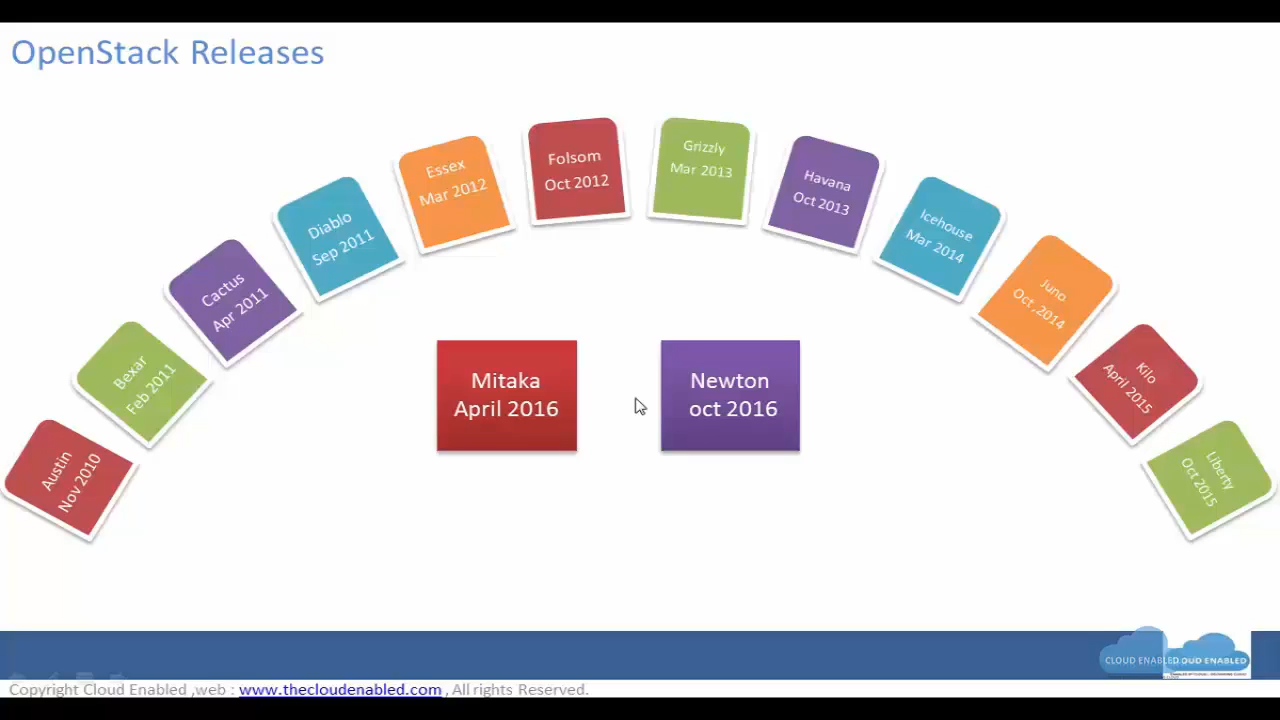 OpenStack Releases
Austin
Nov 2010
Bexar
Feb 2011
Cactus
Apr 2011
Diablo
Sep 2011
Essex
Mar 2012
Folsom
Oct 2012
Grizzly
Mar 2013
Havana
Oct 2013
Icehouse
Mar 2014
Juno
Oct ,2014
Kilo
April 2015
Liberty
Oct 2015
Mitaka
April 2016
Newton
oct 2016
CLOUD ENABLED
OUD ENABLED
Copyright Cloud Enabled ,web : www.thecloudenabled.com , All rights Reserved.